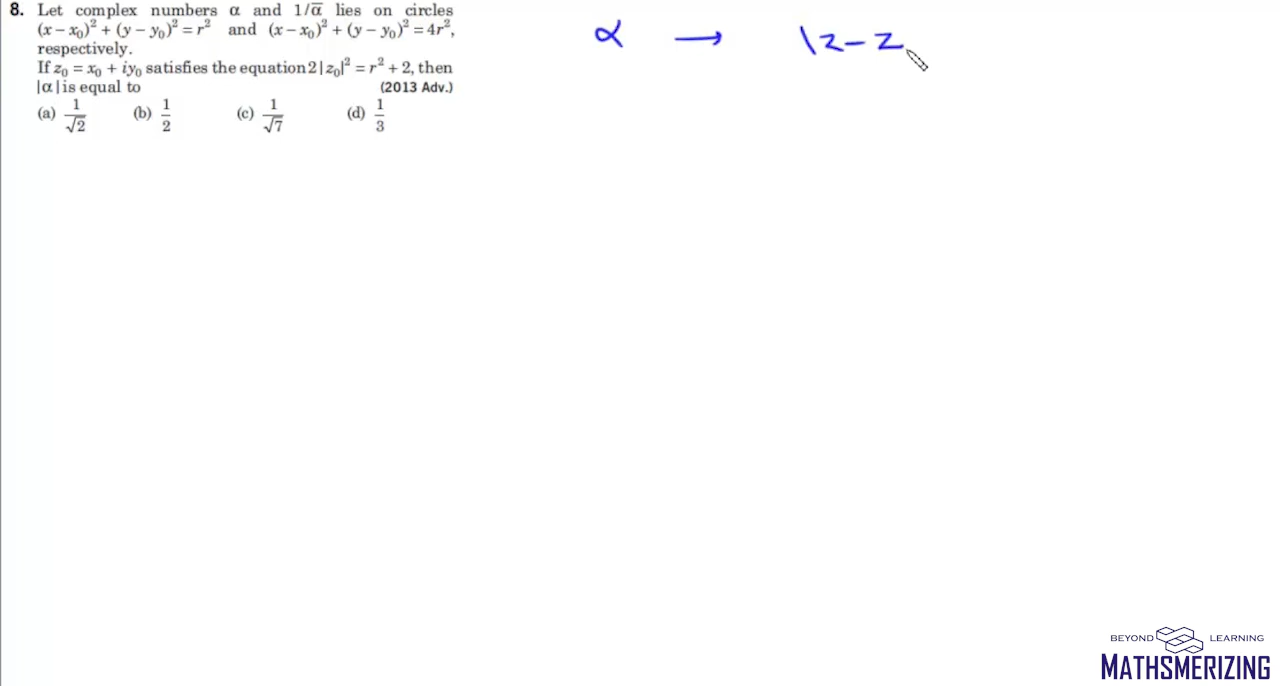 8. Let complex numbers α and 1/ᾱ lies on circles
(x – x₀)² + (y – y₀)² = r² and (x – x₀)² + (y – y₀)² = 4r²,
respectively.
If z₀ = x₀ + iy₀ satisfies the equation 2|z₀|² = r² + 2, then
|α| is equal to (2013 Adv.)
(a) 1/√2 (b) 1/2 (c) 1/√7 (d) 1/3
α → |z – z
BEYOND LEARNING
MATHSMERIZING